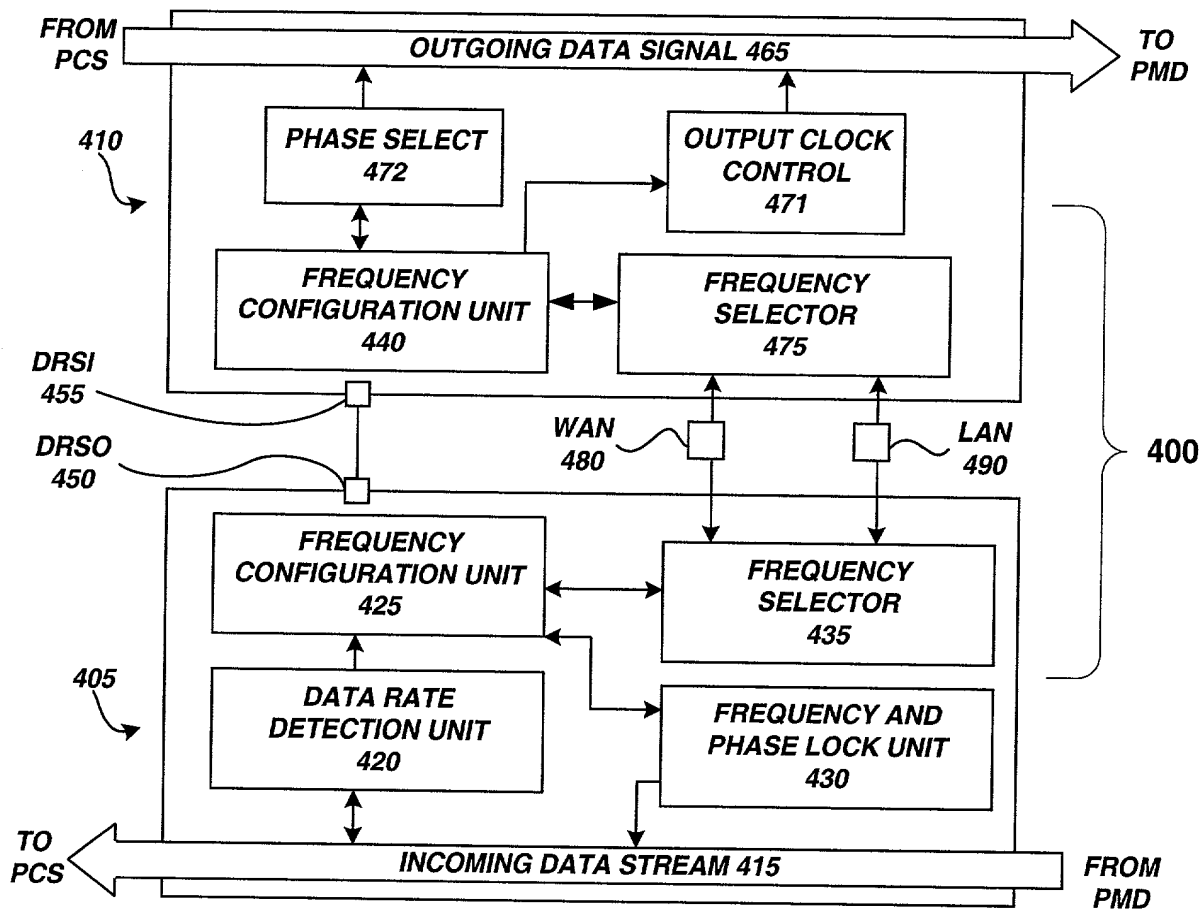 FROM
PCS
OUTGOING DATA SIGNAL 465
TO
PMD
410
PHASE SELECT
472
OUTPUT CLOCK
CONTROL
471
FREQUENCY
CONFIGURATION UNIT
440
FREQUENCY
SELECTOR
475
DRSI
455
DRSO
450
WAN
480
LAN
490
400
FREQUENCY
CONFIGURATION UNIT
425
FREQUENCY
SELECTOR
435
405
DATA RATE
DETECTION UNIT
420
FREQUENCY AND
PHASE LOCK UNIT
430
TO
PCS
INCOMING DATA STREAM 415
FROM
PMD